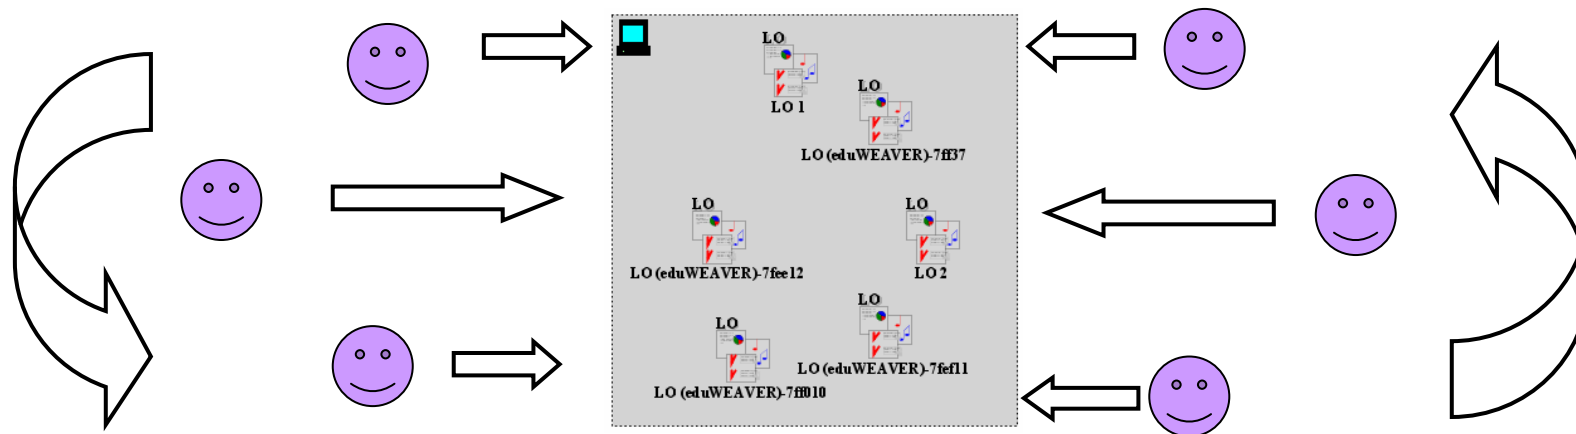 LO
LO 1
LO
LO (eduWEAVER)-7ff37
LO
LO (eduWEAVER)-7fee12
LO
LO 2
LO
LO (eduWEAVER)-7fef11
LO
LO (eduWEAVER)-7ff010